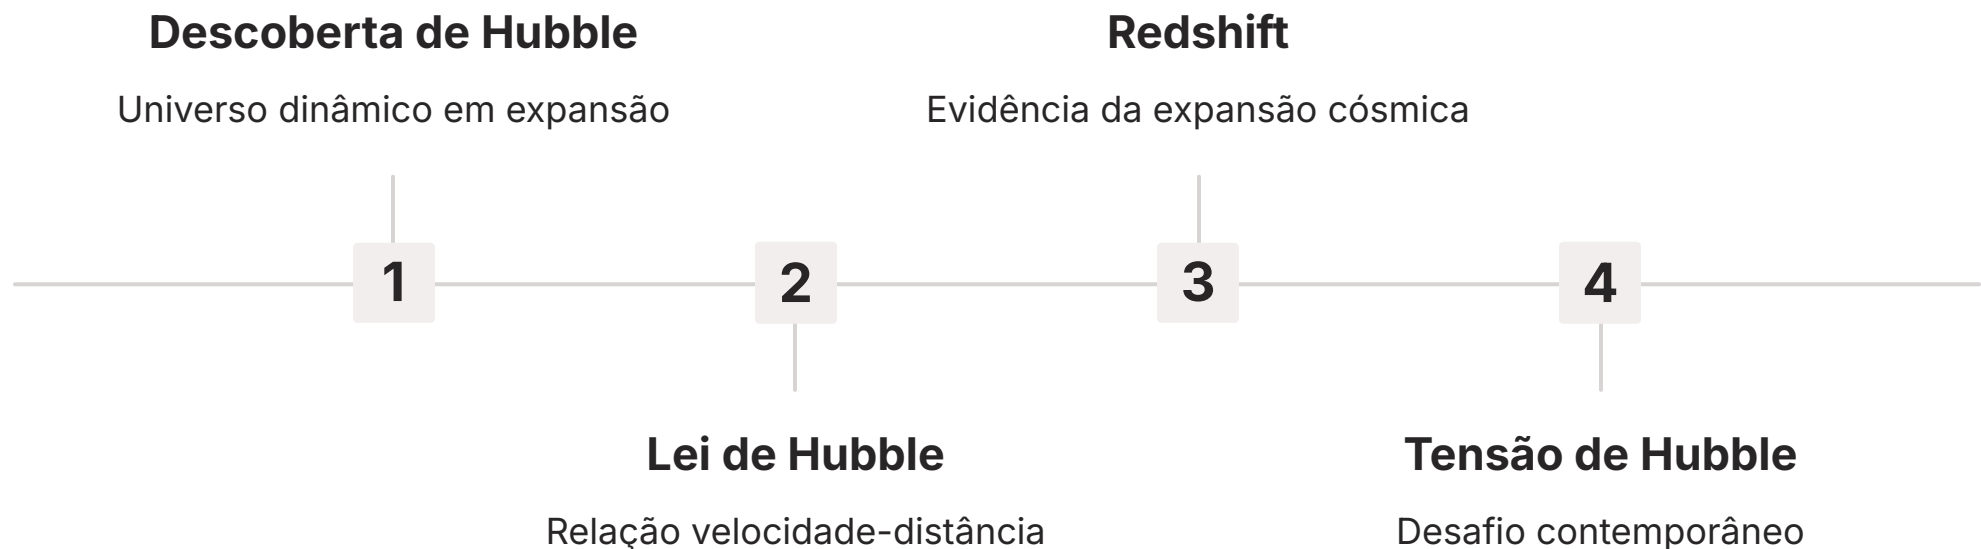 Descoberta de Hubble
Universo dinâmico em expansão
1
2
Lei de Hubble
Relação velocidade-distância
Redshift
Evidência da expansão cósmica
3
4
Tensão de Hubble
Desafio contemporâneo